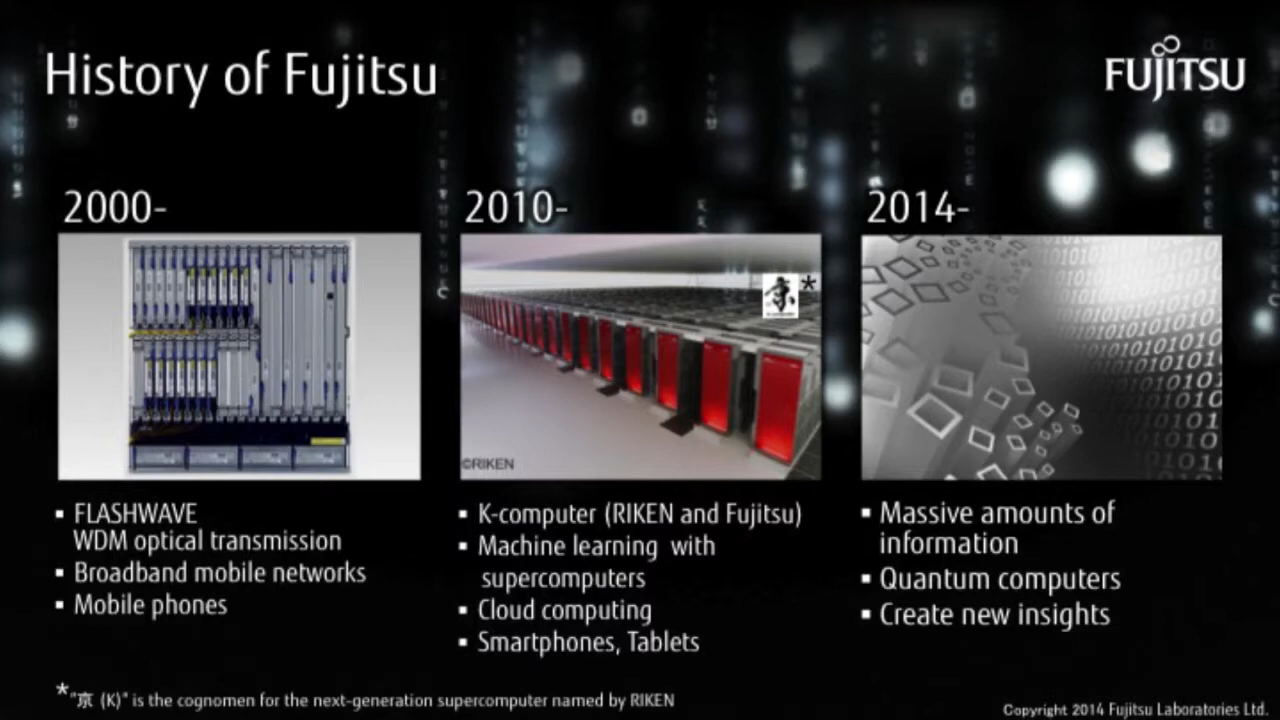 History of Fujitsu
FUJITSU
2000-
2010-
2014-
京
*
©RIKEN
▪ FLASHWAVE
WDM optical transmission
▪ Broadband mobile networks
▪ Mobile phones
▪ K-computer (RIKEN and Fujitsu)
▪ Machine learning with
supercomputers
▪ Cloud computing
▪ Smartphones, Tablets
▪ Massive amounts of
information
▪ Quantum computers
▪ Create new insights
*"京 (K)" is the cognomen for the next-generation supercomputer named by RIKEN
Copyright 2014 Fujitsu Laboratories Ltd.